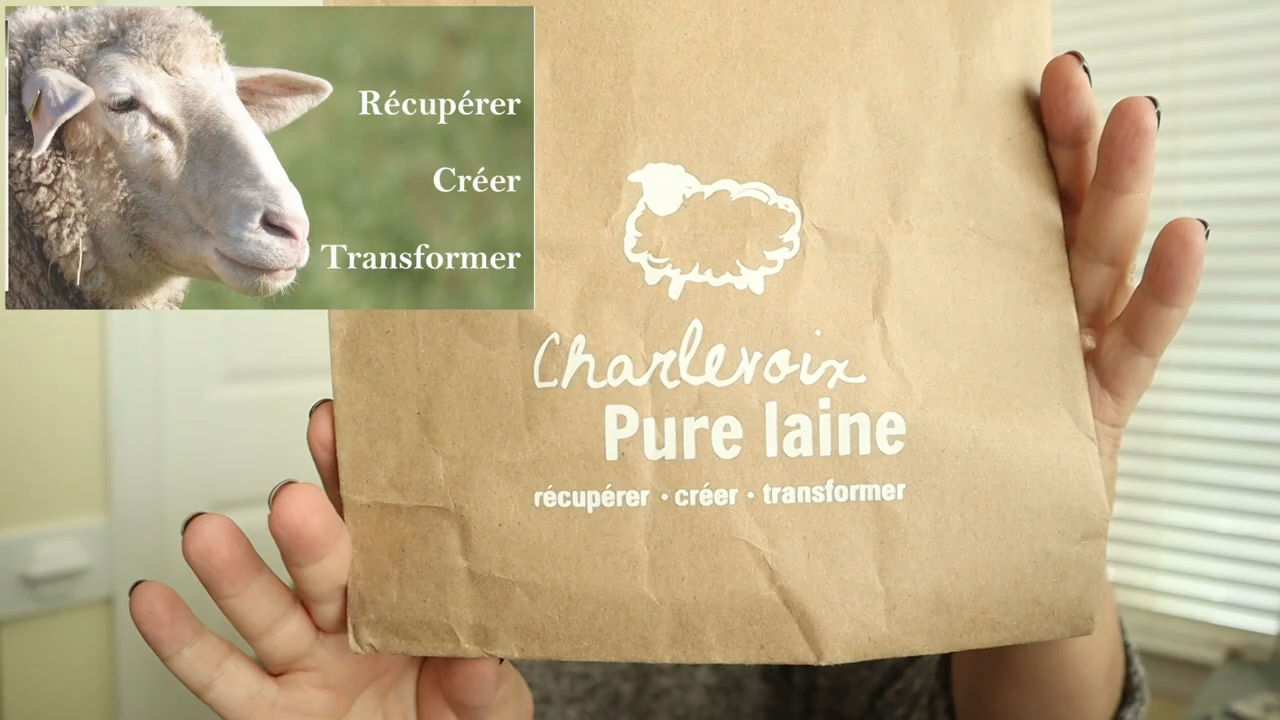 Récupérer
Créer
Transformer
Charlevoix
Pure laine
récupérer • créer • transformer